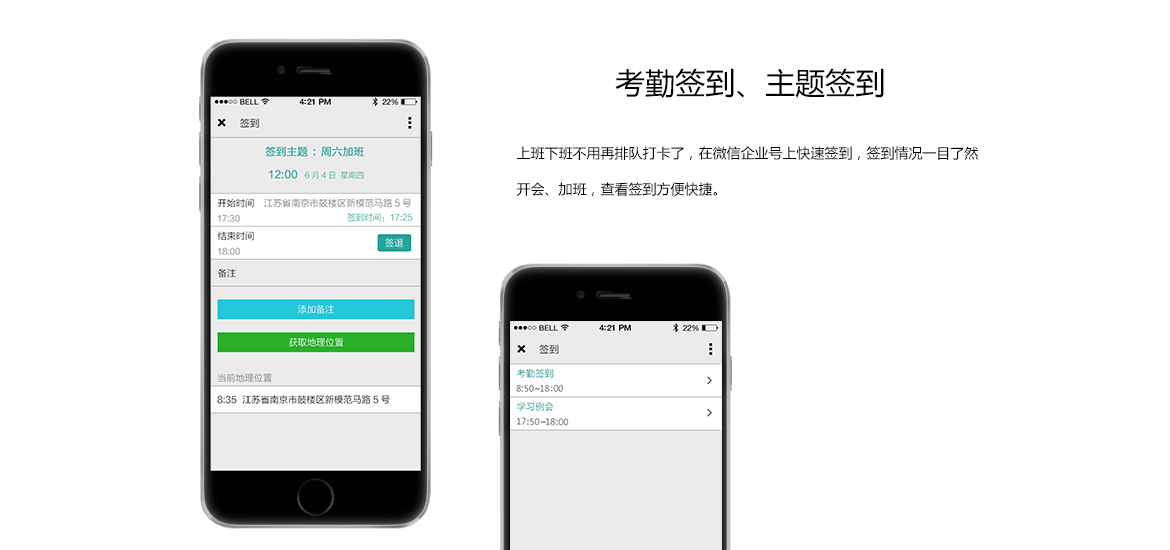 考勤签到、主题签到
上班下班不用再排队打卡了，在微信企业号上快速签到，签到情况一目了然
开会、加班，查看签到方便快捷。
BELL 4:21 PM 22%
签到
签到主题：周六加班
12:00 6月4日 星期四
开始时间 江苏省南京市鼓楼区新模范马路5号
17:30 签到时间：17:25
结束时间
签退
18:00
备注
添加备注
获取地理位置
当前地理位置
8:35 江苏省南京市鼓楼区新模范马路5号
BELL 4:21 PM 22%
签到
考勤签到
8:50~18:00
学习例会
17:50~18:00